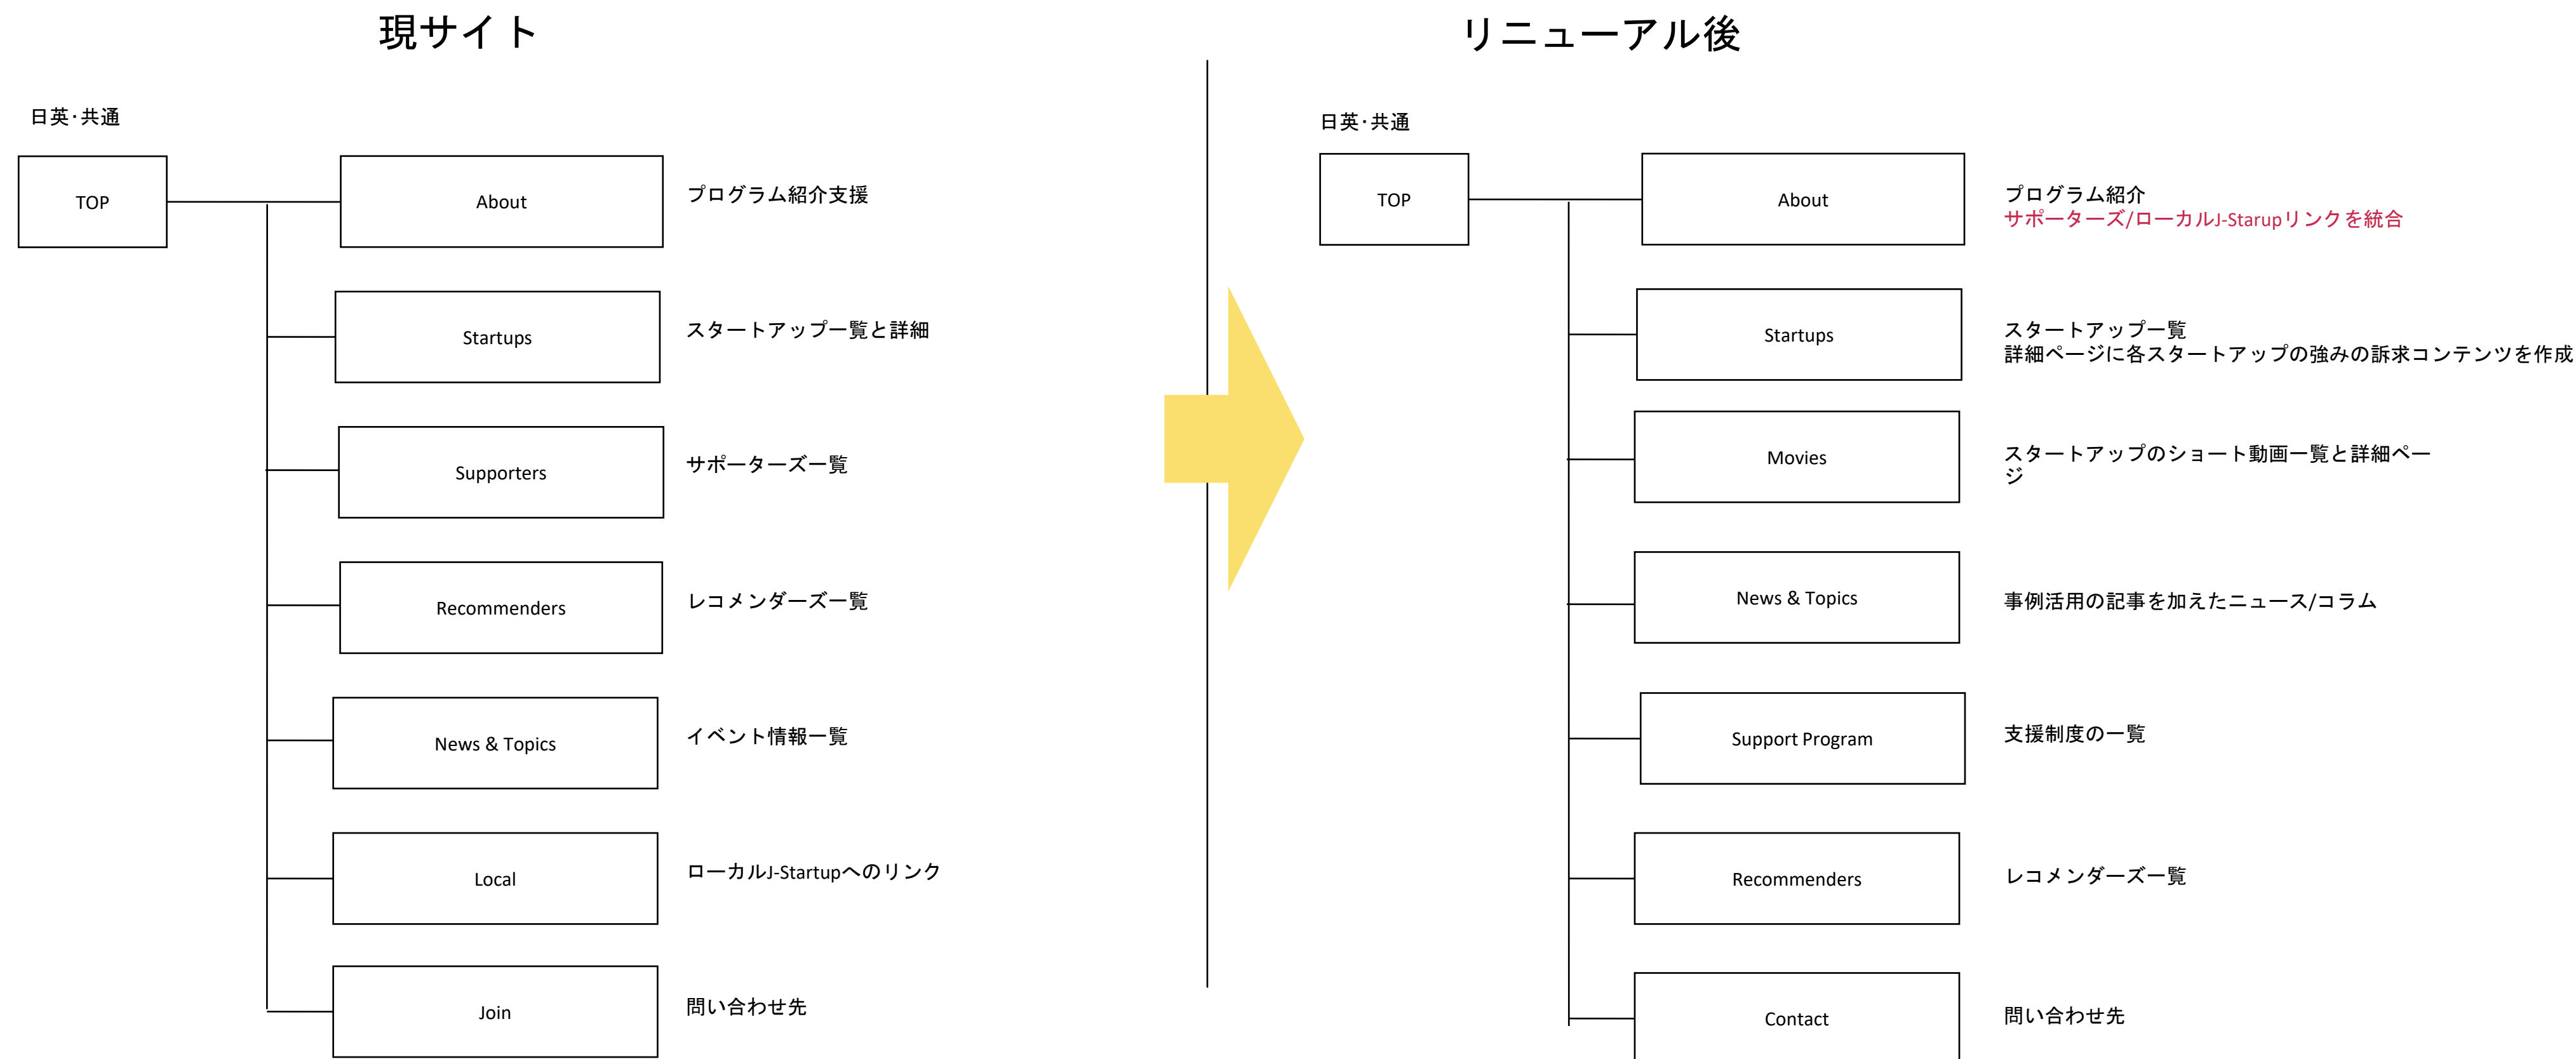 現サイト
日英･共通
TOP
About
プログラム紹介支援
Startups
スタートアップ一覧と詳細
Supporters
サポーターズ一覧
Recommenders
レコメンダーズ一覧
News & Topics
イベント情報一覧
Local
ローカルJ-Startupへのリンク
Join
問い合わせ先
リニューアル後
日英･共通
TOP
About
プログラム紹介
サポーターズ/ローカルJ-Starupリンクを統合
Startups
スタートアップ一覧
詳細ページに各スタートアップの強みの訴求コンテンツを作成
Movies
スタートアップのショート動画一覧と詳細ペー
ジ
News & Topics
事例活用の記事を加えたニュース/コラム
Support Program
支援制度の一覧
Recommenders
レコメンダーズ一覧
Contact
問い合わせ先